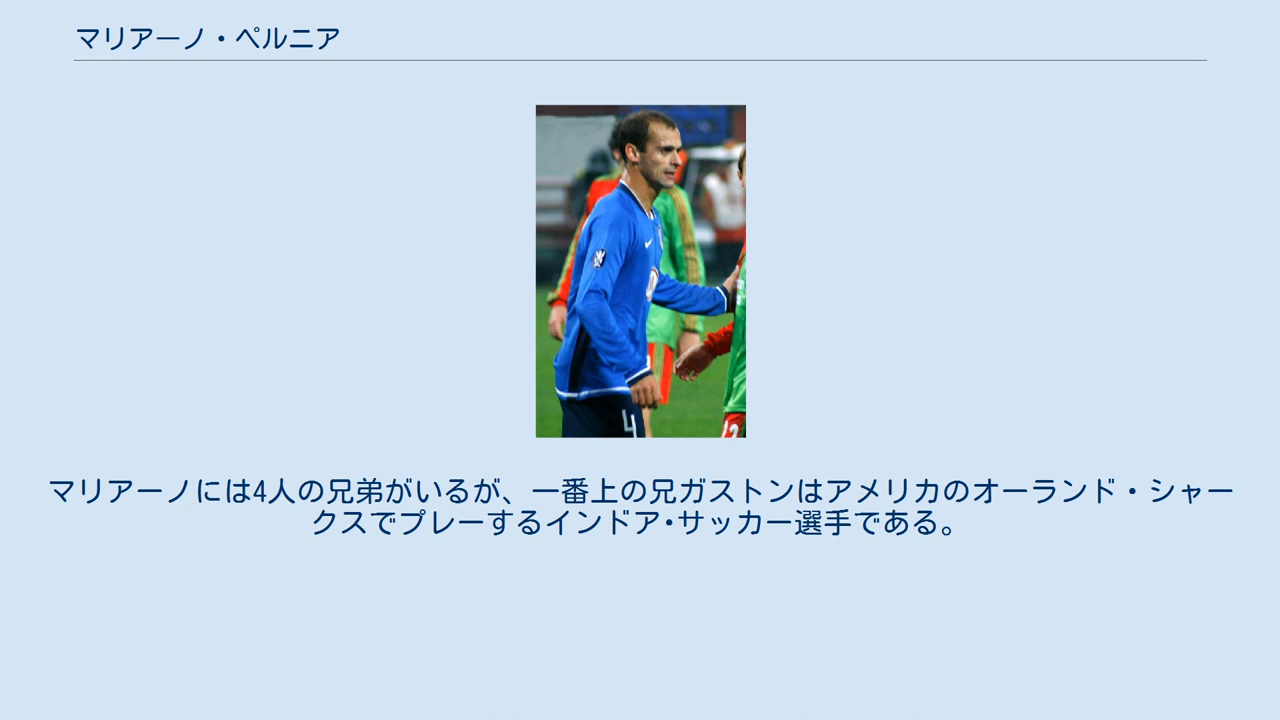 マリアーノ・ペルニア
4
12
マリアーノには4人の兄弟がいるが、一番上の兄ガストンはアメリカのオーランド・シャー
クスでプレーするインドア・サッカー選手である。